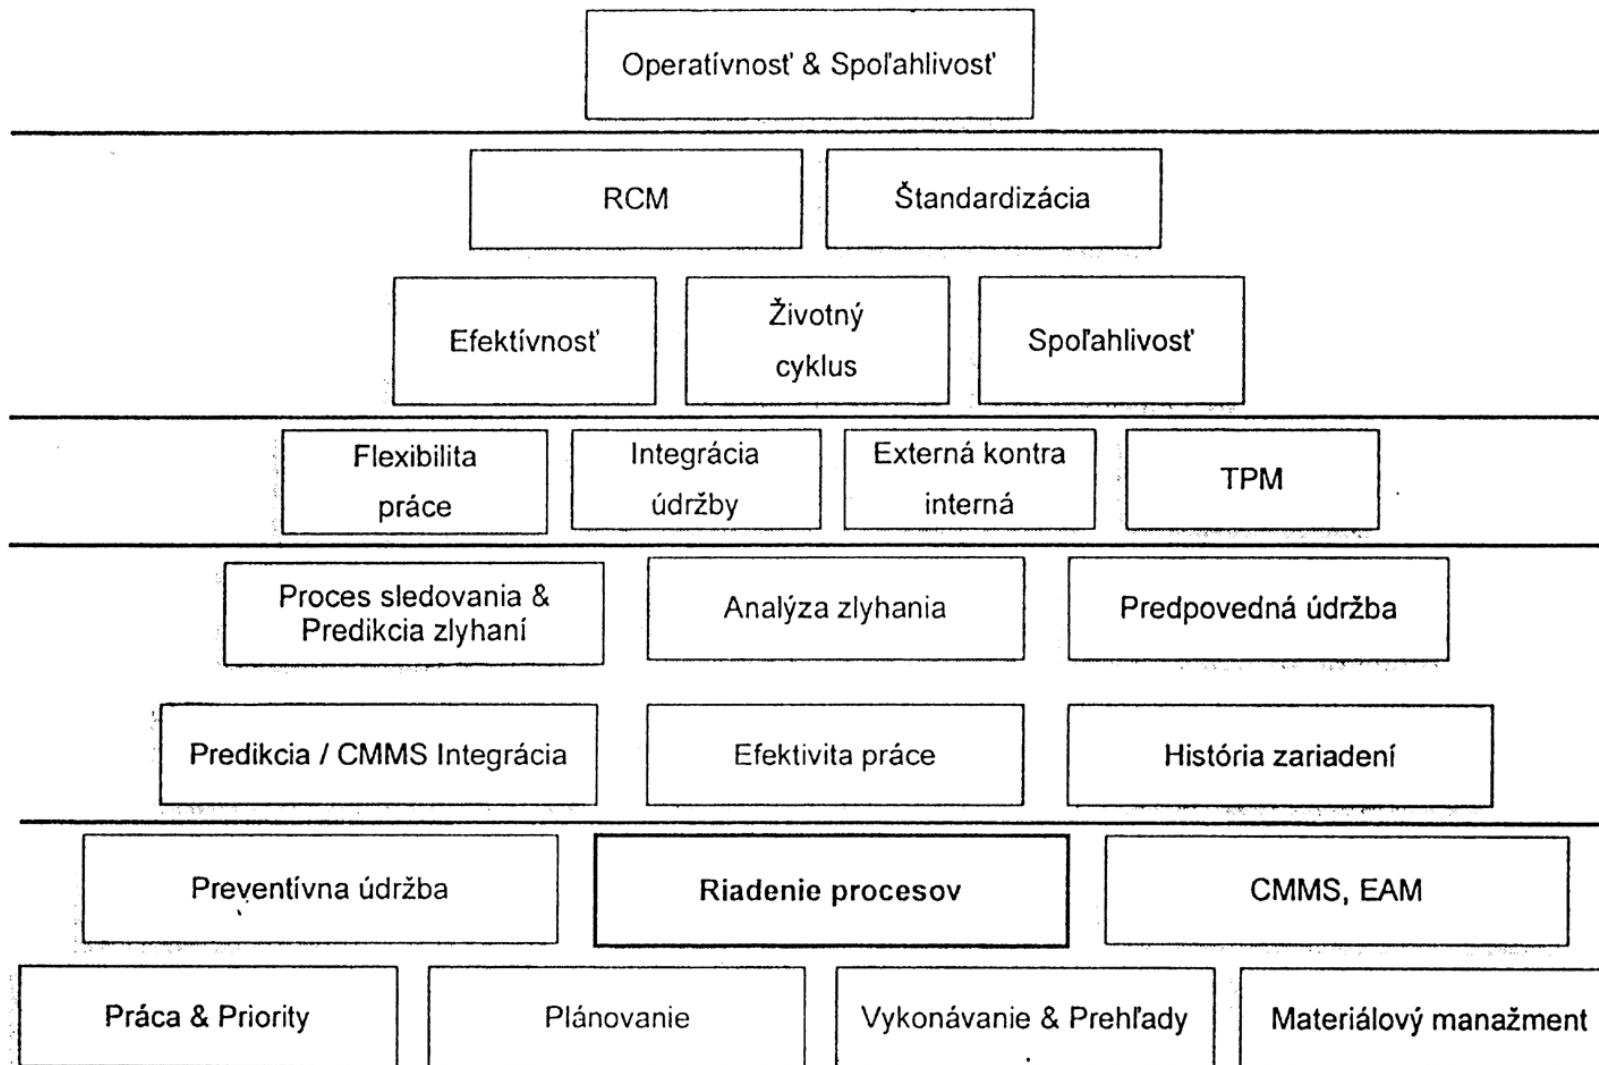 Operatívnosť & Spoľahlivosť
RCM
Štandardizácia
Efektívnosť
Životný
cyklus
Spoľahlivosť
Flexibilita
práce
Integrácia
údržby
Externá kontra
interná
TPM
Proces sledovania &
Predikcia zlyhaní
Analýza zlyhania
Predpovedná údržba
Predikcia / CMMS Integrácia
Efektivita práce
História zariadení
Preventívna údržba
Riadenie procesov
CMMS, EAM
Práca & Priority
Plánovanie
Vykonávanie & Prehľady
Materiálový manažment